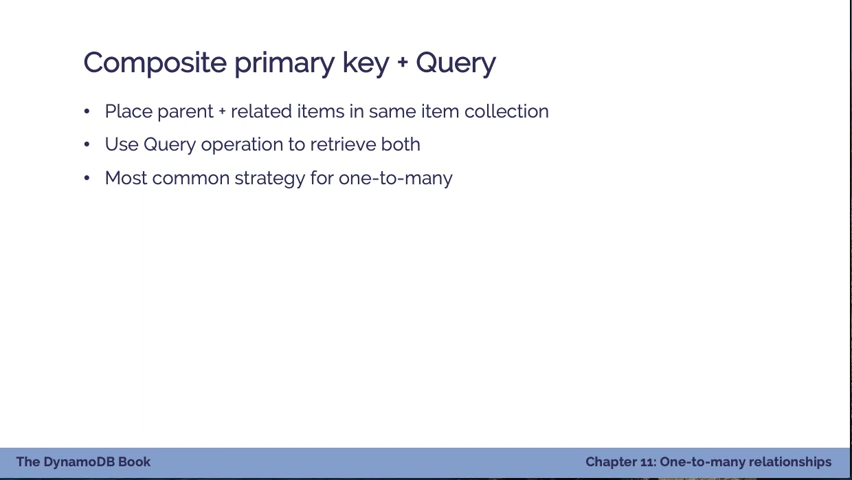 Composite primary key + Query
• Place parent + related items in same item collection
• Use Query operation to retrieve both
• Most common strategy for one-to-many
The DynamoDB Book
Chapter 11: One-to-many relationships